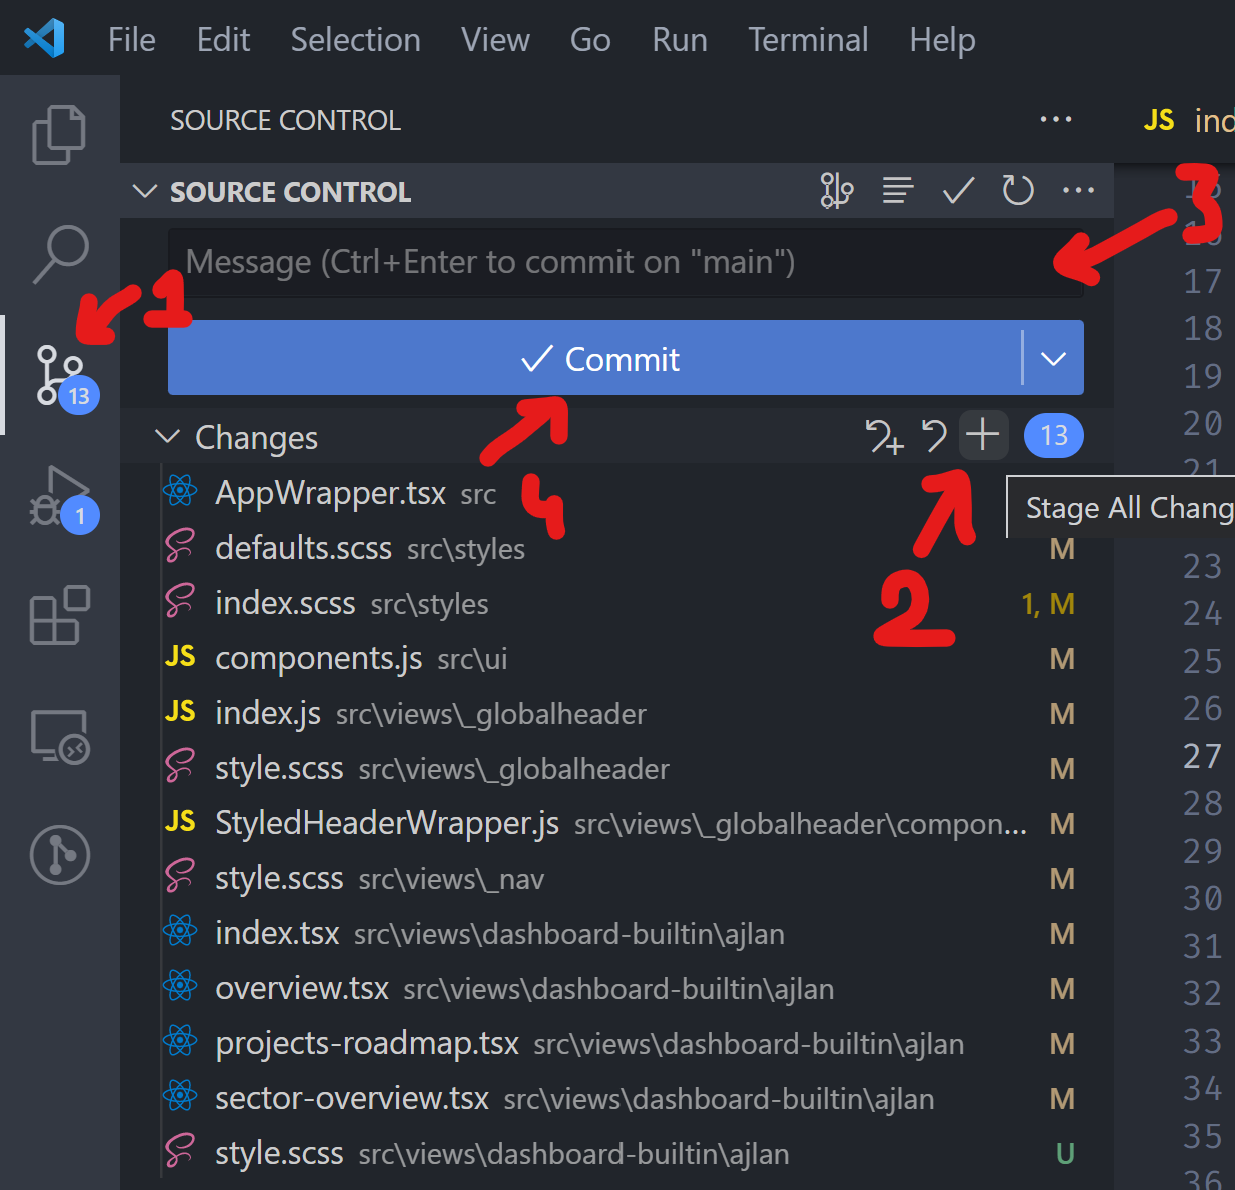 File Edit Selection View Go Run Terminal Help
SOURCE CONTROL ...
JS ind
SOURCE CONTROL ...
3
16
Message (Ctrl+Enter to commit on "main")
17
1
18
Commit
19
13
20
Changes 13
21
AppWrapper.tsx src
4
Stage All Chang
1
defaults.scss src\styles M
23
index.scss src\styles 1, M
2
24
components.js src\ui M
25
index.js src\views\_globalheader M
26
style.scss src\views\_globalheader M
27
JS StyledHeaderWrapper.js src\views\_globalheader\compon... M
28
style.scss src\views\_nav M
29
30
index.tsx src\views\dashboard-builtin\ajlan M
31
overview.tsx src\views\dashboard-builtin\ajlan M
32
projects-roadmap.tsx src\views\dashboard-builtin\ajlan M
33
sector-overview.tsx src\views\dashboard-builtin\ajlan M
34
style.scss src\views\dashboard-builtin\ajlan U
35
36